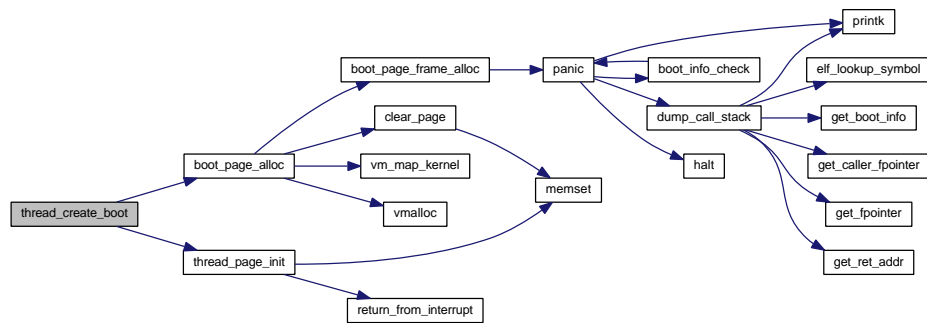 printk
boot_page_frame_alloc
panic
boot_info_check
elf_lookup_symbol
clear_page
dump_call_stack
get_boot_info
boot_page_alloc
vm_map_kernel
halt
get_caller_fpointer
memset
thread_create_boot
vmalloc
get_fpointer
thread_page_init
get_ret_addr
return_from_interrupt